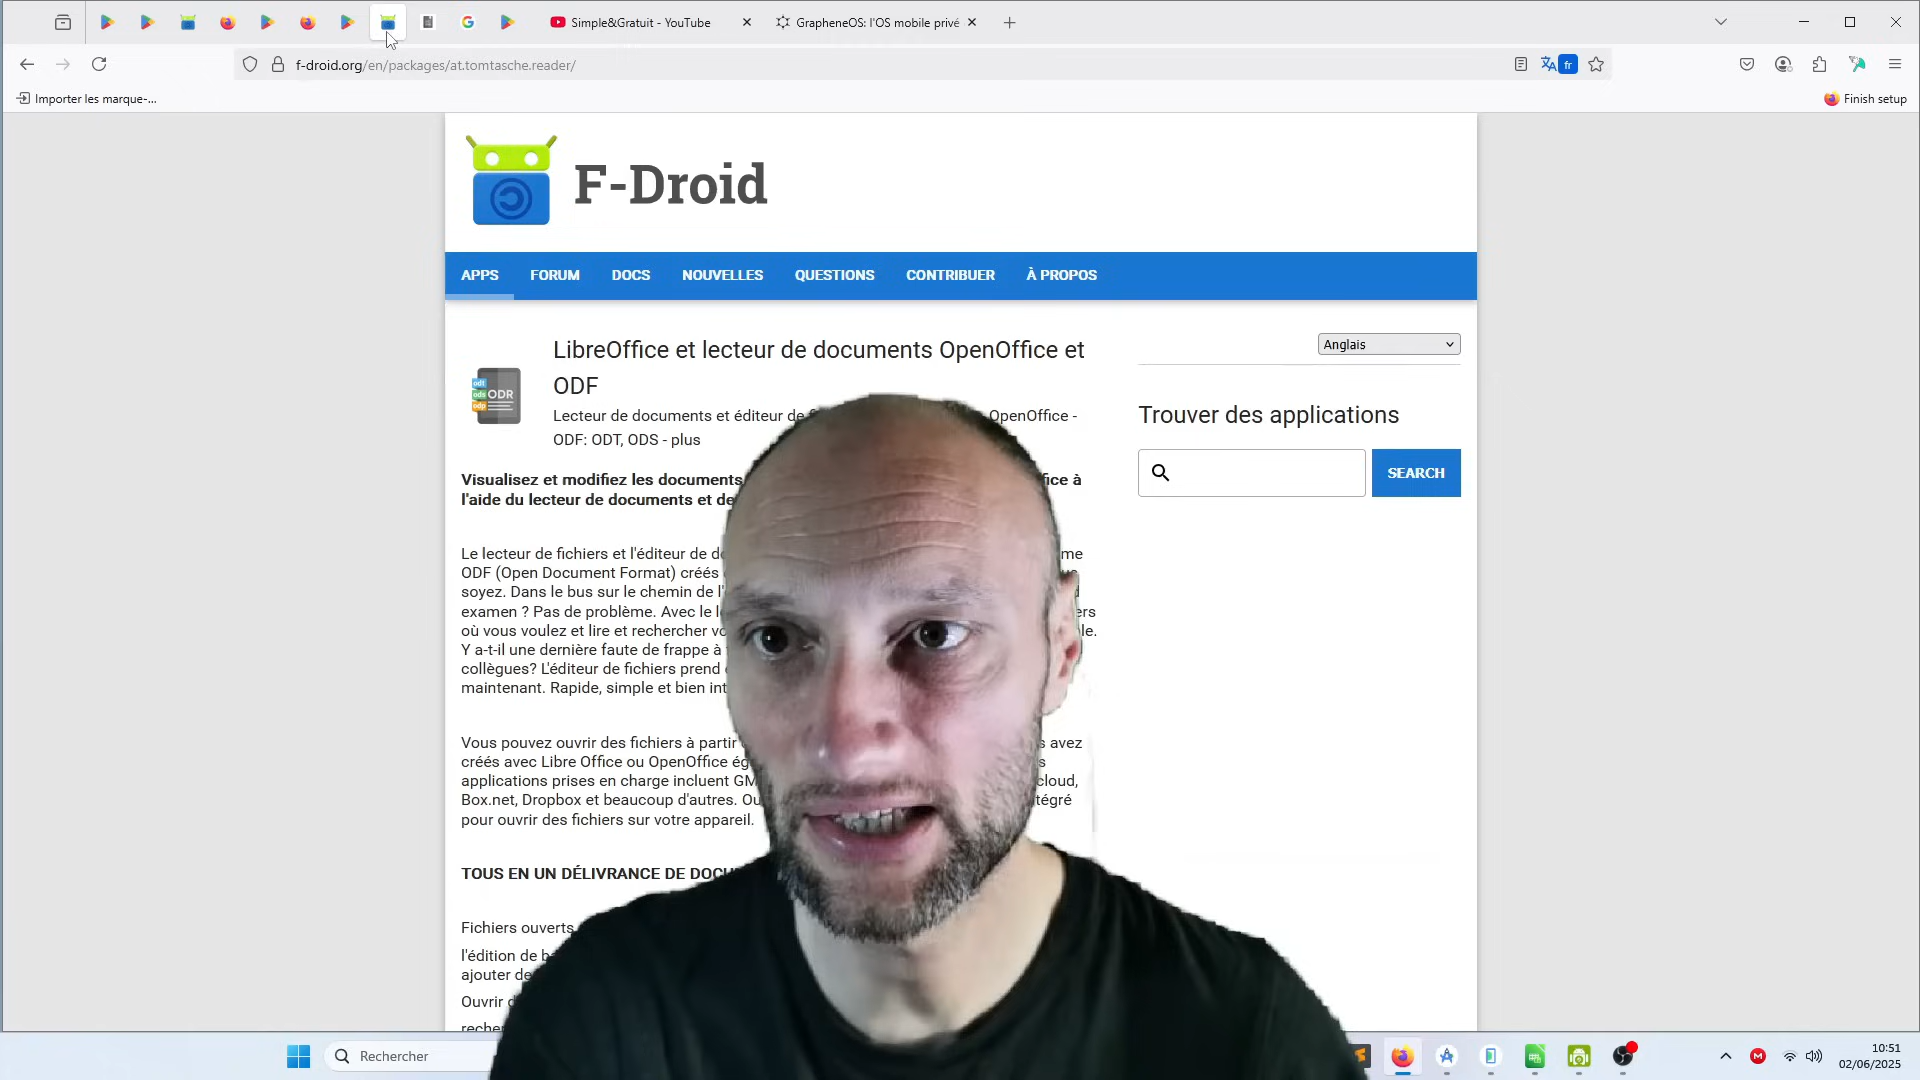 Simple&Gratuit - YouTube
GrapheneOS: l'OS mobile privé
f-droid.org/en/packages/at.tomtasche.reader/
fr
Importer les marque-...
Finish setup
F-Droid
APPS FORUM DOCS NOUVELLES QUESTIONS CONTRIBUER À PROPOS
LibreOffice et lecteur de documents OpenOffice et
ODF
Lecteur de documents et éditeur de OpenOffice -
ODF: ODT, ODS - plus
odt
ods
odp
ODR
Anglais
Trouver des applications
SEARCH
Visualisez et modifiez les documents à
l'aide du lecteur de documents et
Le lecteur de fichiers et l'éditeur de
ODF (Open Document Format) créés
soyez. Dans le bus sur le chemin de
examen ? Pas de problème. Avec le
où vous voulez et lire et rechercher
Y a-t-il une dernière faute de frappe à
collègues? L'éditeur de fichiers prend
maintenant. Rapide, simple et bien
Vous pouvez ouvrir des fichiers à partir avez
créés avec Libre Office ou OpenOffice
applications prises en charge incluent
Box.net, Dropbox et beaucoup d'autres.
pour ouvrir des fichiers sur votre appareil.
TOUS EN UN DÉLIVRANCE DE
Fichiers ouverts
l'édition de
ajouter
Ouvrir
Rechercher
10:51
02/06/2025